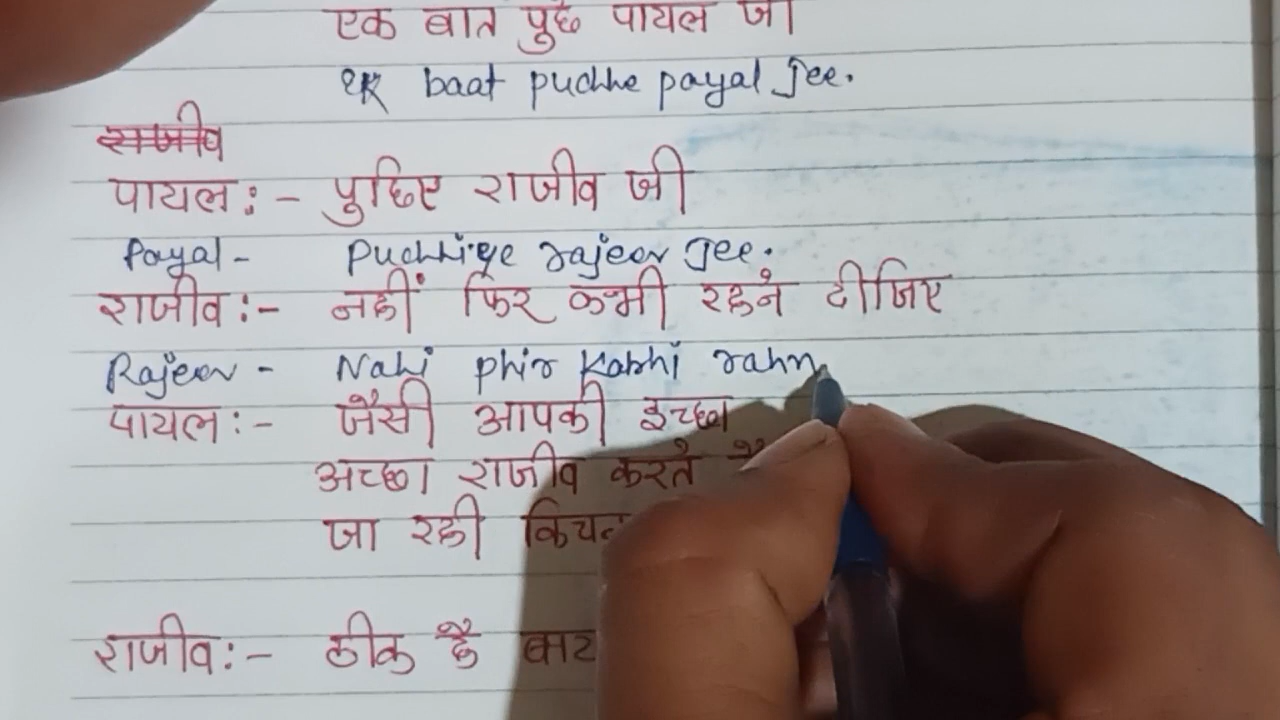 एक बात पुछे पायल जी
ek baat puchhe payal Jee.
राजीव
पायल :- पुछिए राजीव जी
Payal - Puchhiye rajeev Jee.
राजीव :- नहीं फिर कभी रहने दीजिए
Rajeev - Nahi phir Kabhi rahn
पायल :- जैसी आपकी इच्छा
अच्छा राजीव करते
जा रही किचन
राजीव :- ठीक है